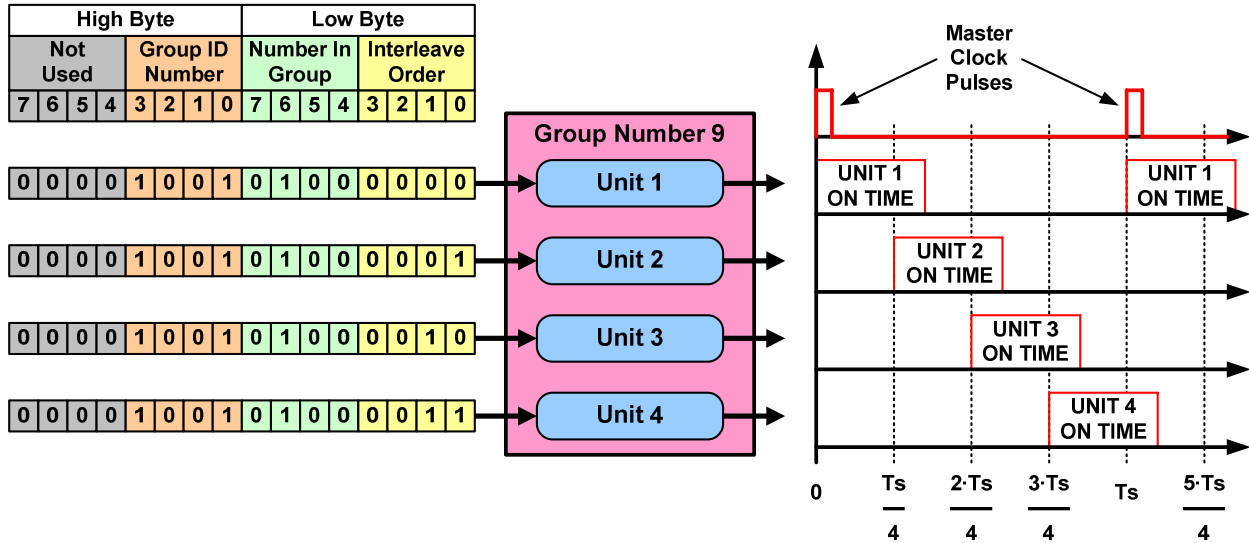 High Byte Low Byte
Not Used Group ID Number Number In Group Interleave Order
7 6 5 4 3 2 1 0 7 6 5 4 3 2 1 0
0 0 0 0 1 0 0 1 0 1 0 0 0 0 0 0
0 0 0 0 1 0 0 1 0 1 0 0 0 0 0 1
0 0 0 0 1 0 0 1 0 1 0 0 0 0 1 0
0 0 0 0 1 0 0 1 0 1 0 0 0 0 1 1
Group Number 9
Unit 1
Unit 2
Unit 3
Unit 4
Master
Clock
Pulses
UNIT 1
ON TIME
UNIT 1
ON TIME
UNIT 2
ON TIME
UNIT 3
ON TIME
UNIT 4
ON TIME
0 Ts/4 2·Ts/4 3·Ts/4 Ts 5·Ts/4